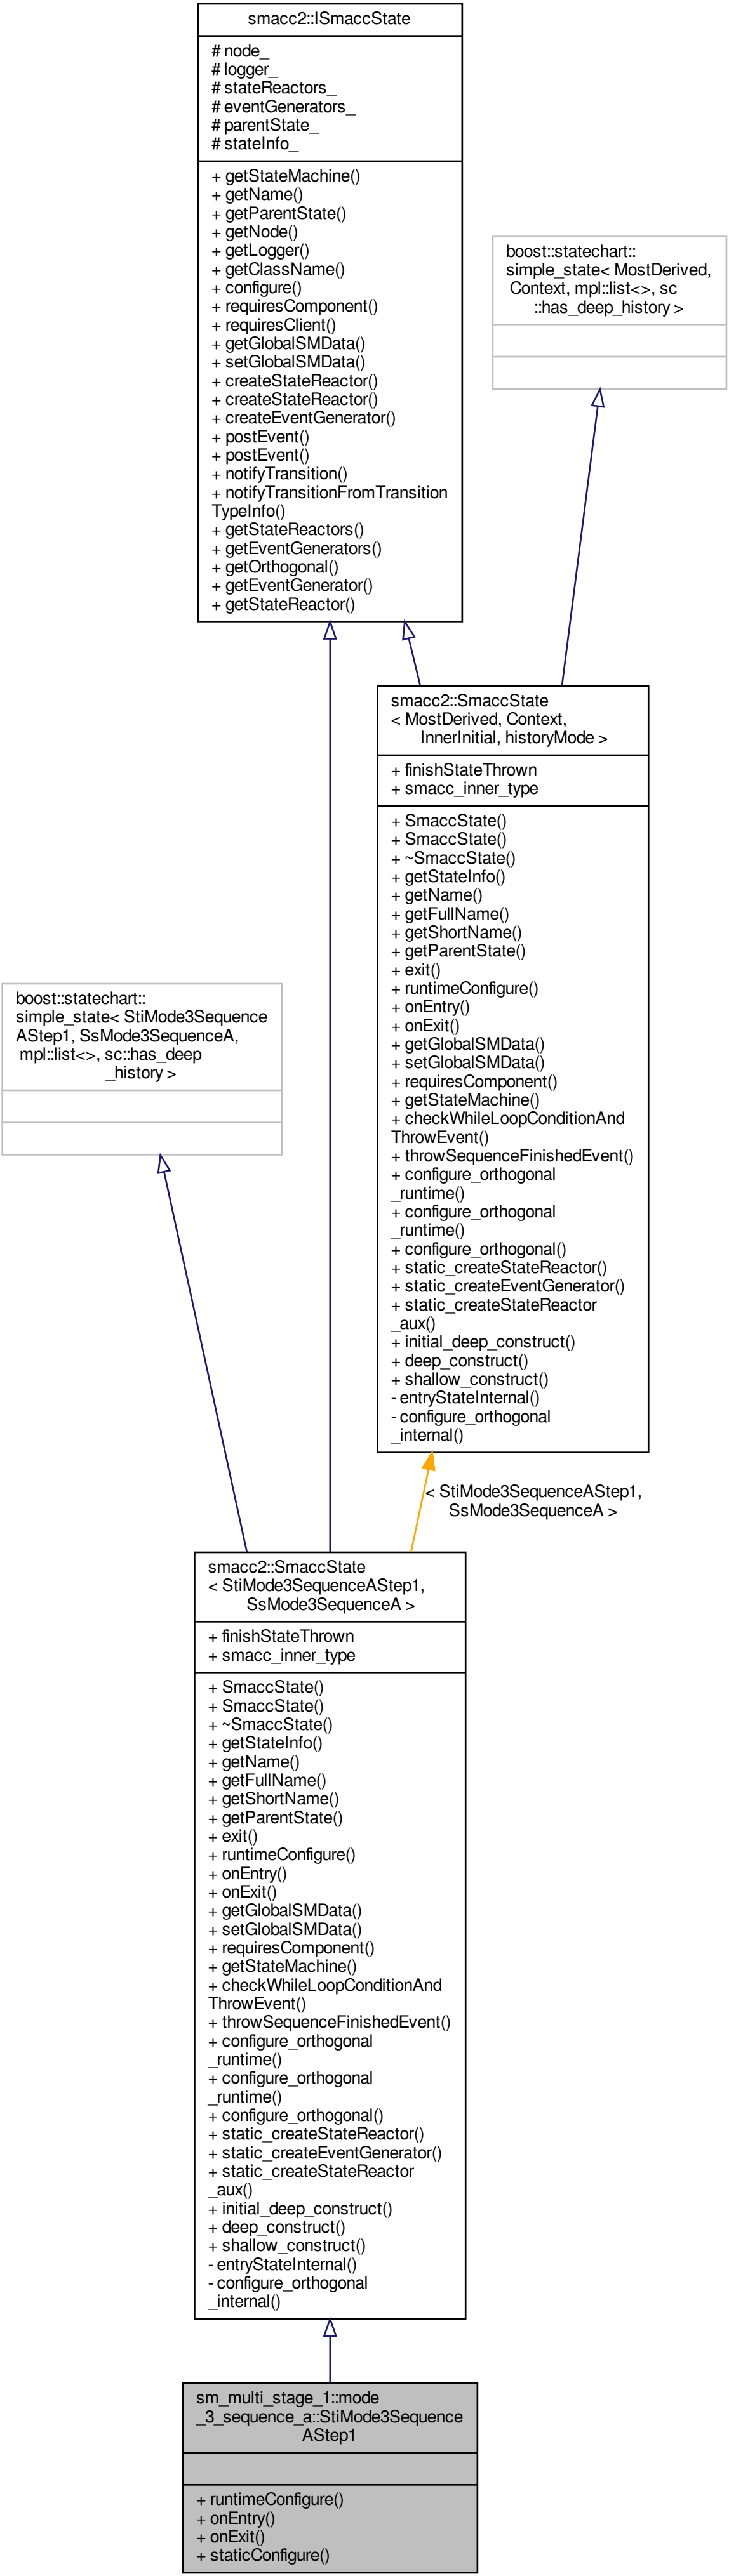 smacc2::ISmaccState
# node_
# logger_
# stateReactors_
# eventGenerators_
# parentState_
# stateInfo_
+ getStateMachine()
+ getName()
+ getParentState()
+ getNode()
+ getLogger()
+ getClassName()
+ configure()
+ requiresComponent()
+ requiresClient()
+ getGlobalSMData()
+ setGlobalSMData()
+ createStateReactor()
+ createStateReactor()
+ createEventGenerator()
+ postEvent()
+ postEvent()
+ notifyTransition()
+ notifyTransitionFromTransition
TypeInfo()
+ getStateReactors()
+ getEventGenerators()
+ getOrthogonal()
+ getEventGenerator()
+ getStateReactor()
boost::statechart::
simple_state< MostDerived,
Context, mpl::list<>, sc
::has_deep_history >
smacc2::SmaccState
< MostDerived, Context,
InnerInitial, historyMode >
+ finishStateThrown
+ smacc_inner_type
+ SmaccState()
+ SmaccState()
+ ~SmaccState()
+ getStateInfo()
+ getName()
+ getFullName()
+ getShortName()
+ getParentState()
+ exit()
+ runtimeConfigure()
+ onEntry()
+ onExit()
+ getGlobalSMData()
+ setGlobalSMData()
+ requiresComponent()
+ getStateMachine()
+ checkWhileLoopConditionAnd
ThrowEvent()
+ throwSequenceFinishedEvent()
+ configure_orthogonal
_runtime()
+ configure_orthogonal
_runtime()
+ configure_orthogonal()
+ static_createStateReactor()
+ static_createEventGenerator()
+ static_createStateReactor
_aux()
+ initial_deep_construct()
+ deep_construct()
+ shallow_construct()
- entryStateInternal()
- configure_orthogonal
_internal()
boost::statechart::
simple_state< StiMode3Sequence
AStep1, SsMode3SequenceA,
mpl::list<>, sc::has_deep
_history >
< StiMode3SequenceAStep1,
SsMode3SequenceA >
smacc2::SmaccState
< StiMode3SequenceAStep1,
SsMode3SequenceA >
+ finishStateThrown
+ smacc_inner_type
+ SmaccState()
+ SmaccState()
+ ~SmaccState()
+ getStateInfo()
+ getName()
+ getFullName()
+ getShortName()
+ getParentState()
+ exit()
+ runtimeConfigure()
+ onEntry()
+ onExit()
+ getGlobalSMData()
+ setGlobalSMData()
+ requiresComponent()
+ getStateMachine()
+ checkWhileLoopConditionAnd
ThrowEvent()
+ throwSequenceFinishedEvent()
+ configure_orthogonal
_runtime()
+ configure_orthogonal
_runtime()
+ configure_orthogonal()
+ static_createStateReactor()
+ static_createEventGenerator()
+ static_createStateReactor
_aux()
+ initial_deep_construct()
+ deep_construct()
+ shallow_construct()
- entryStateInternal()
- configure_orthogonal
_internal()
sm_multi_stage_1::mode
_3_sequence_a::StiMode3Sequence
AStep1
+ runtimeConfigure()
+ onEntry()
+ onExit()
+ staticConfigure()